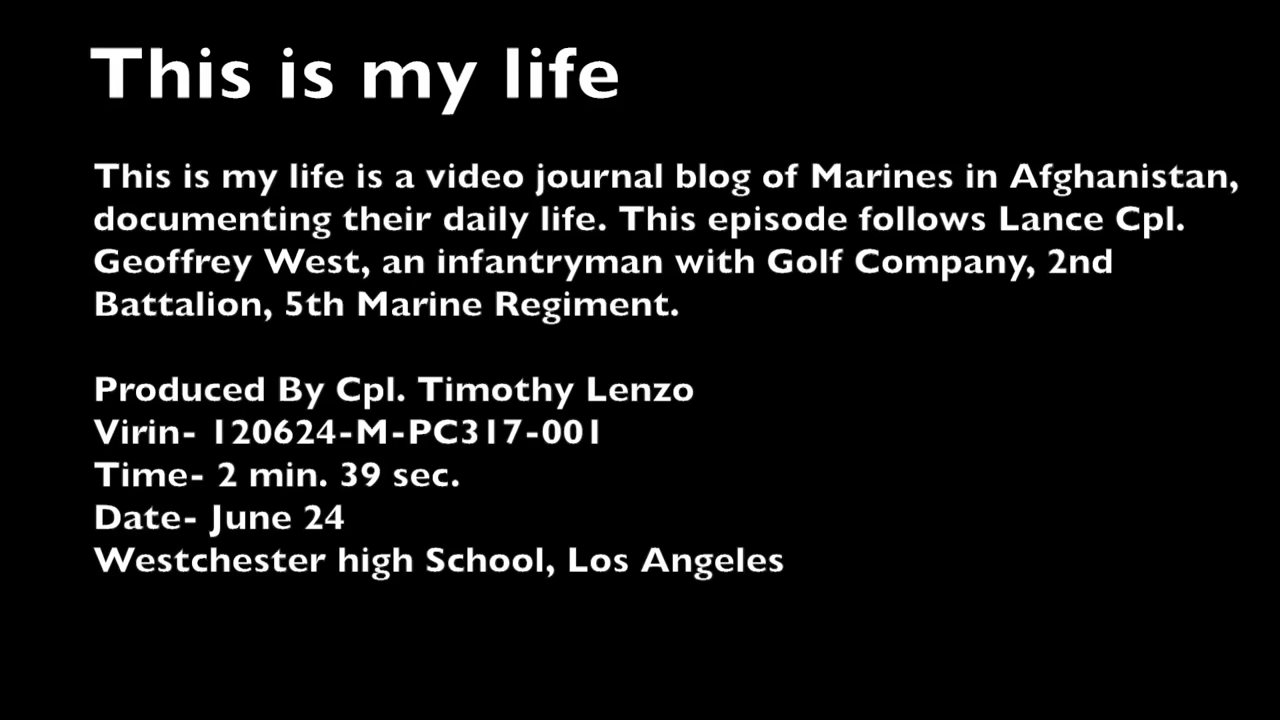 This is my life
This is my life is a video journal blog of Marines in Afghanistan,
documenting their daily life. This episode follows Lance Cpl.
Geoffrey West, an infantryman with Golf Company, 2nd
Battalion, 5th Marine Regiment.
Produced By Cpl. Timothy Lenzo
Virin- 120624-M-PC317-001
Time- 2 min. 39 sec.
Date- June 24
Westchester high School, Los Angeles